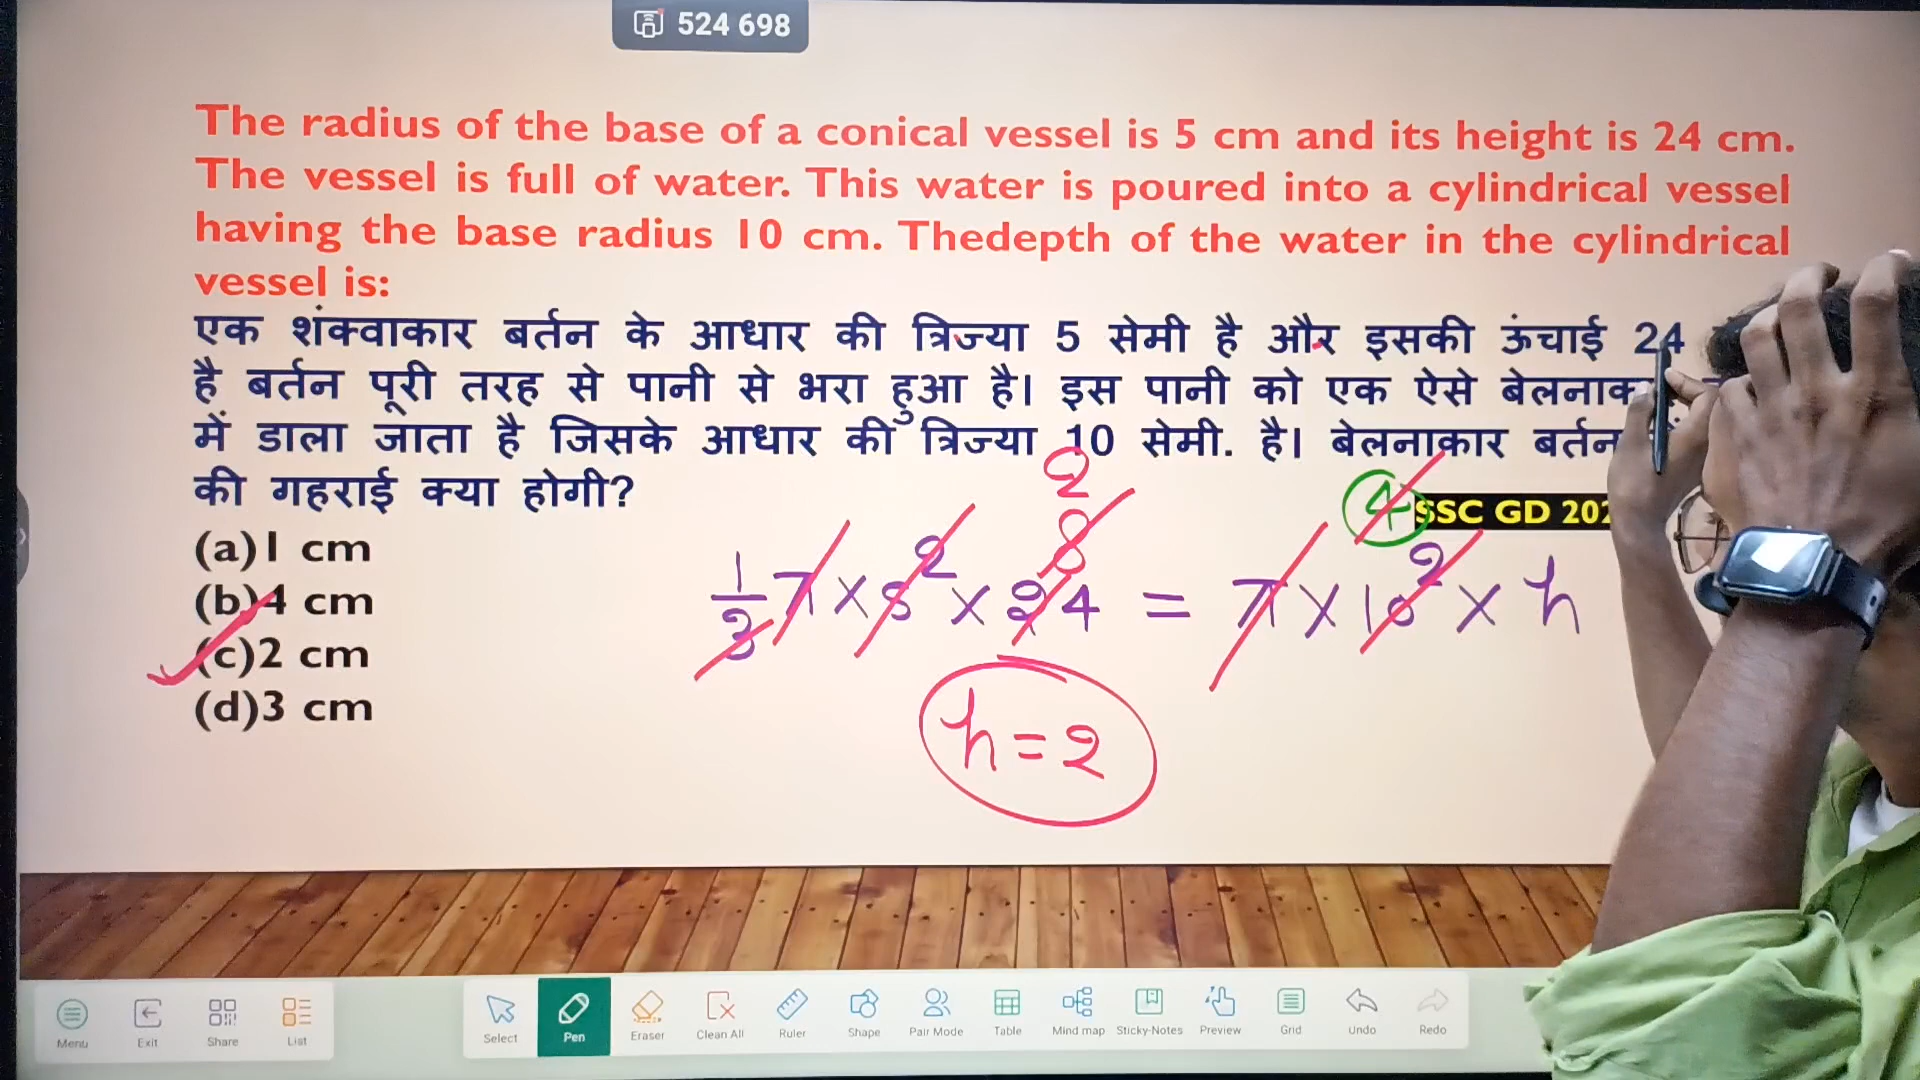 524 698
The radius of the base of a conical vessel is 5 cm and its height is 24 cm.
The vessel is full of water. This water is poured into a cylindrical vessel
having the base radius 10 cm. Thedepth of the water in the cylindrical
vessel is:
एक शंक्वाकार बर्तन के आधार की त्रिज्या 5 सेमी है और इसकी ऊंचाई 24
है बर्तन पूरी तरह से पानी से भरा हुआ है। इस पानी को एक ऐसे
में डाला जाता है जिसके आधार की त्रिज्या 10 सेमी. है। बेलनाकार बर्तन
की गहराई क्या होगी?
SSC GD
(a)1 cm
(b)4 cm
(c)2 cm
(d)3 cm
2
8 4
1/3 π × 5² × 24 = π × 10² × h
h = 2
Menu Exit Share List Select Pen Eraser Clean All Ruler Shape Pair Mode Table Mind map Sticky-Notes Preview Grid Undo Redo